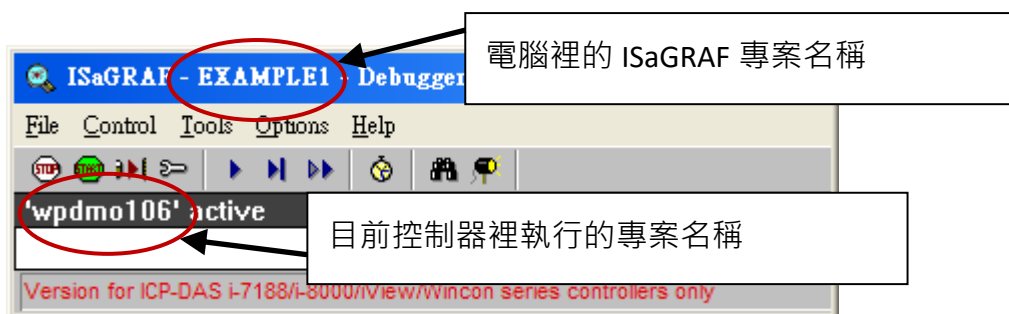 電腦裡的 ISaGRAF 專案名稱
ISaGRAF - EXAMPLE1 - Debugger
File Control Tools Options Help
STOP START
'wpdmo106' active
目前控制器裡執行的專案名稱
Version for ICP-DAS i-7188/i-8000/iView/Wincon series controllers only